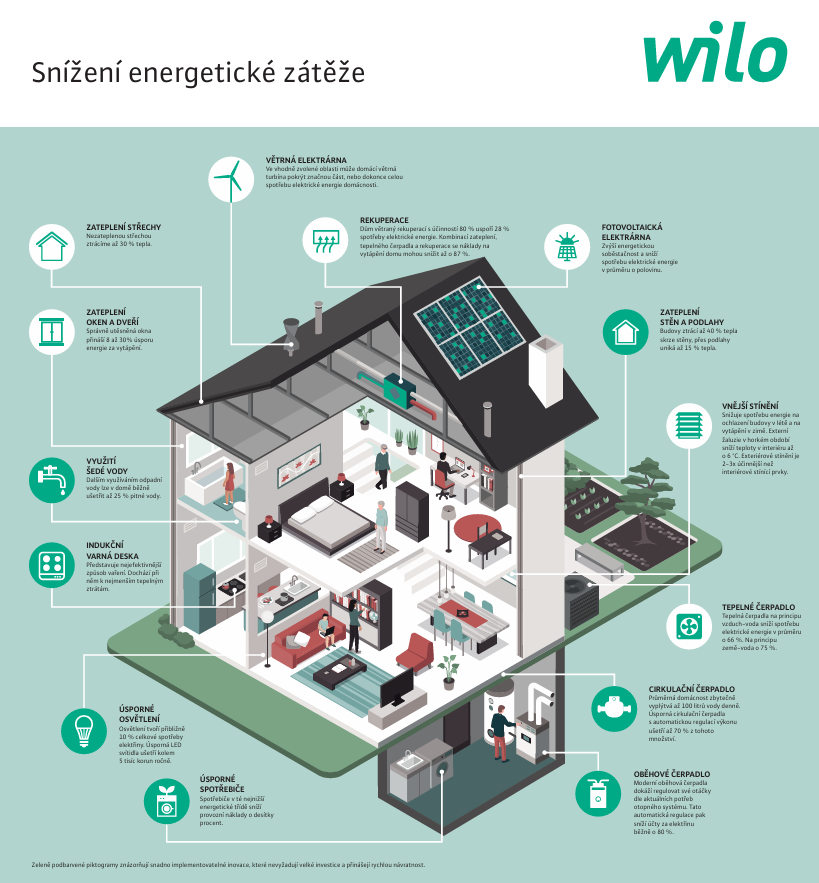 Snížení energetické zátěže
wilo
VĚTRNÁ ELEKTRÁRNA
Ve vhodně zvolené oblasti může domácí větrná
turbína pokrýt značnou část, nebo dokonce celou
spotřebu elektrické energie domácnosti.
ZATEPLENÍ STŘECHY
Nezateplenou střechou
ztrácíme až 30 % tepla.
REKUPERACE
Dům větraný rekuperací s účinností 80 % uspoří 28 %
spotřeby elektrické energie. Kombinací zateplení,
tepelného čerpadla a rekuperace se náklady na
vytápění domu mohou snížit až o 87 %.
FOTOVOLTAICKÁ
ELEKTRÁRNA
Zvýší energetickou
soběstačnost a sníží
spotřebu elektrické energie
v průměru o polovinu.
ZATEPLENÍ
OKEN A DVEŘÍ
Správně utěsněná okna
přináší 8 až 30% úsporu
energie za vytápění.
ZATEPLENÍ
STĚN A PODLAHY
Budovy ztrácí až 40 % tepla
skrze stěny, přes podlahy
uniká až 15 % tepla.
VNĚJŠÍ STÍNĚNÍ
Snižuje spotřebu energie na
ochlazení budovy v létě a na
vytápění v zimě. Externí
žaluzie v horkém období
sníží teploty v interiéru až
o 6 °C. Exteriérové stínění je
2–3x účinnější než
interiérové stínící prvky.
VYUŽITÍ
ŠEDÉ VODY
Dalším využíváním odpadní
vody lze v domě běžně
ušetřit až 25 % pitné vody.
INDUKČNÍ
VARNÁ DESKA
Představuje nejefektivnější
způsob vaření. Dochází při
něm k nejmenším tepelným
ztrátám.
TEPELNÉ ČERPADLO
Tepelná čerpadla na principu
vzduch–voda sníží spotřebu
elektrické energie v průměru
o 66 %. Na principu
země–voda o 75 %.
CIRKULAČNÍ ČERPADLO
Průměrná domácnost zbytečně
vyplýtvá až 100 litrů vody denně.
Úsporná cirkulační čerpadla
s automatickou regulací výkonu
ušetří až 70 % z tohoto
množství.
ÚSPORNÉ
OSVĚTLENÍ
Osvětlení tvoří přibližně
10 % celkové spotřeby
elektřiny. Úsporná LED
svítidla ušetří kolem
5 tisíc korun ročně.
ÚSPORNÉ
SPOTŘEBIČE
Spotřebiče v té nejnižší
energetické třídě sníží
provozní náklady o desítky
procent.
OBĚHOVÉ ČERPADLO
Moderní oběhová čerpadla
dokáží regulovat své otáčky
dle aktuálních potřeb
otopného systému. Tato
automatická regulace pak
sníží účty za elektřinu
běžně o 80 %.
Zeleně podbarvené piktogramy znázorňují snadno implementovatelné inovace, které nevyžadují velké investice a přinášejí rychlou návratnost.